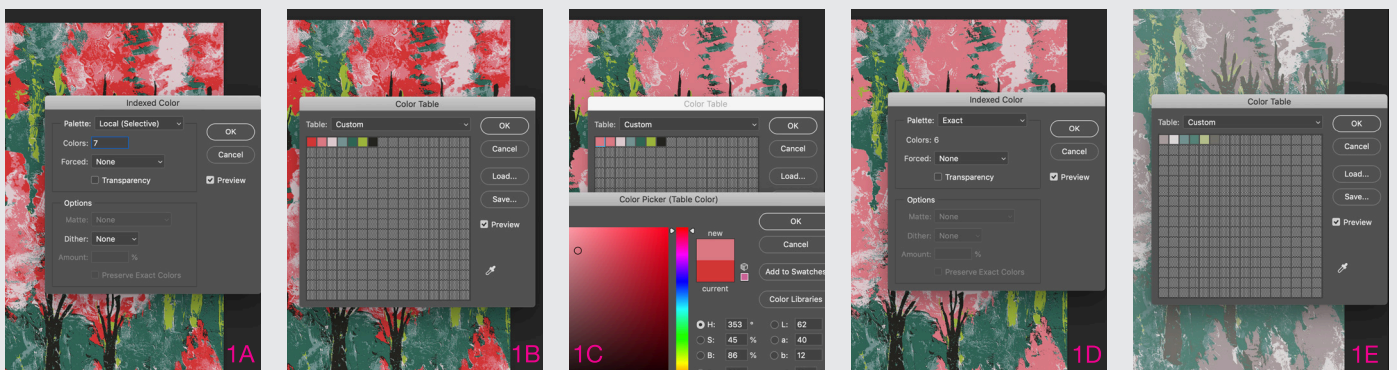 Indexed Color
Palette: Local (Selective)
Colors: 7
Forced: None
Transparency
Options
Matte: None
Dither: None
Amount: %
Preserve Exact Colors
OK
Cancel
Preview
1A
Color Table
Table: Custom
OK
Cancel
Load...
Save...
Preview
1B
Color Table
Table: Custom
OK
Cancel
Load...
Color Picker (Table Color)
new
current
OK
Cancel
Add to Swatches
Color Libraries
H: 353 °
S: 45 %
B: 86 %
L: 62
a: 40
b: 12
1C
Indexed Color
Palette: Exact
Colors: 6
Forced: None
Transparency
Options
Matte: None
Dither: None
Amount: %
Preserve Exact Colors
OK
Cancel
Preview
1D
Color Table
Table: Custom
OK
Cancel
Load...
Save...
Preview
1E